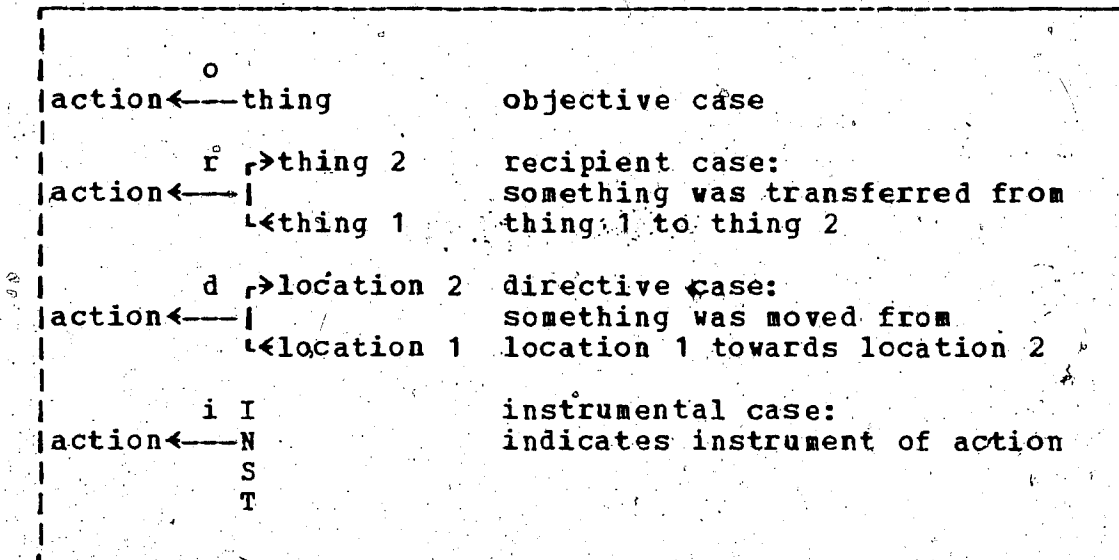 o
action<---thing objective case
r ┌>thing 2 recipient case:
action<---| something was transferred from
└<thing 1 thing 1 to thing 2
d ┌>location 2 directive case:
action<---| something was moved from
└<location 1 location 1 towards location 2
i I instrumental case:
action<---N indicates instrument of action
S
T